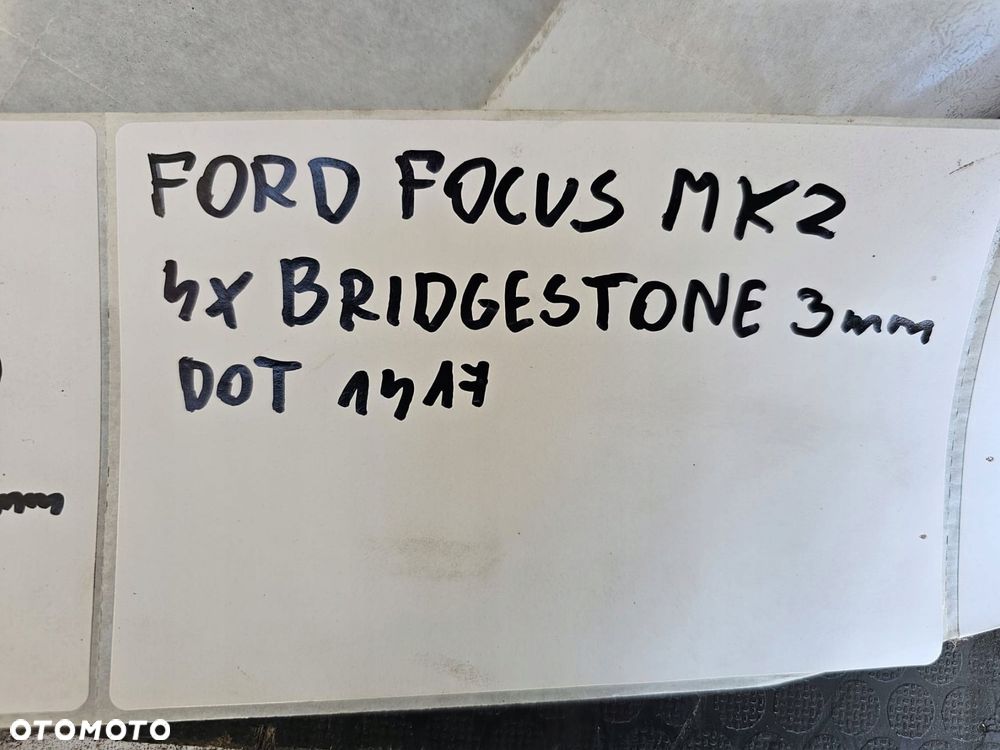 FORD FOCUS MK2
4X BRIDGESTONE 3mm
DOT 1417
OTOMOTO